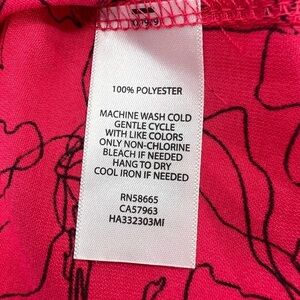 100% POLYESTER
MACHINE WASH COLD
GENTLE CYCLE
WITH LIKE COLORS
ONLY NON-CHLORINE
BLEACH IF NEEDED
HANG TO DRY
COOL IRON IF NEEDED
RN58665
CA57963
HA332303MI